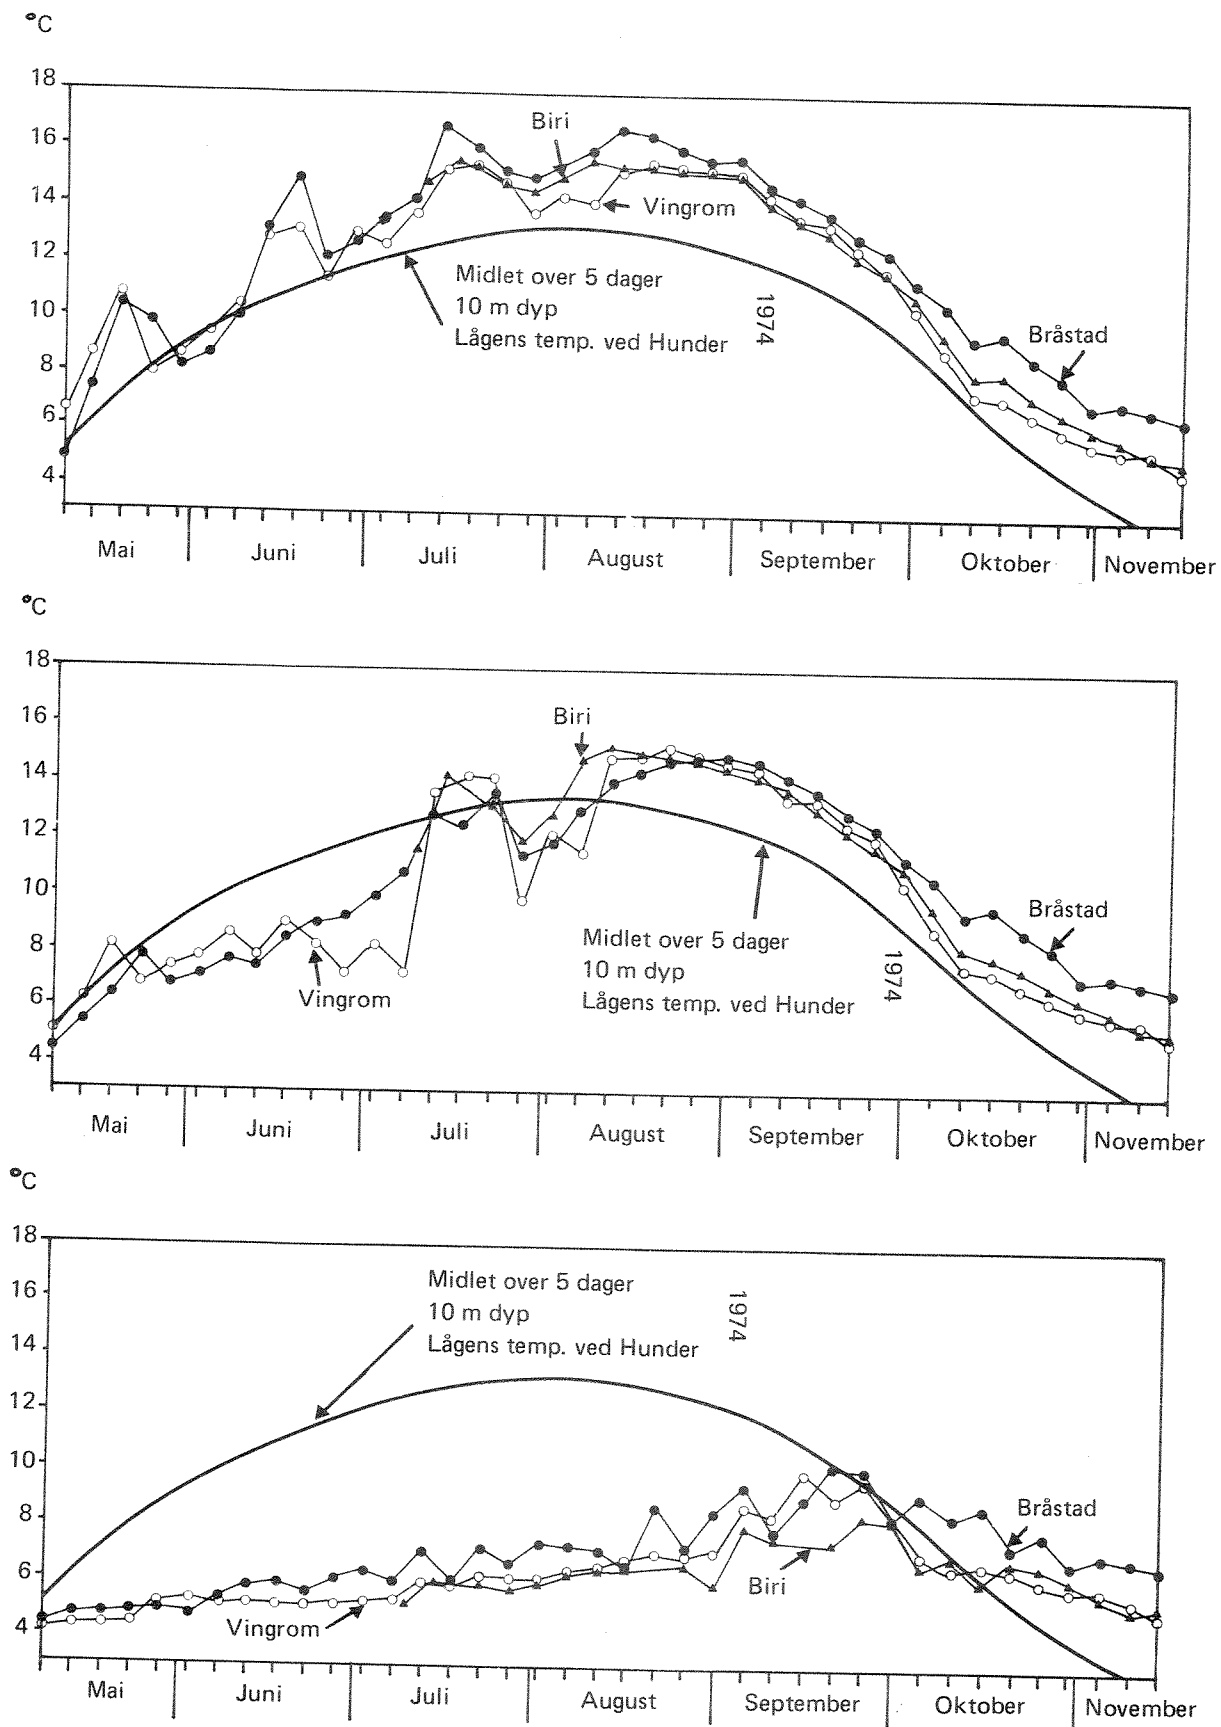 °C
18
16
14
12
10
8
6
4
Biri
Vingrom
Midlet over 5 dager
10 m dyp
Lågens temp. ved Hunder
1974
Bråstad
Mai Juni Juli August September Oktober November
°C
18
16
14
12
10
8
6
4
Biri
Vingrom
Midlet over 5 dager
10 m dyp
Lågens temp. ved Hunder
1974
Bråstad
Mai Juni Juli August September Oktober November
°C
18
16
14
12
10
8
6
4
Midlet over 5 dager
10 m dyp
Lågens temp. ved Hunder
1974
Bråstad
Biri
Vingrom
Mai Juni Juli August September Oktober November